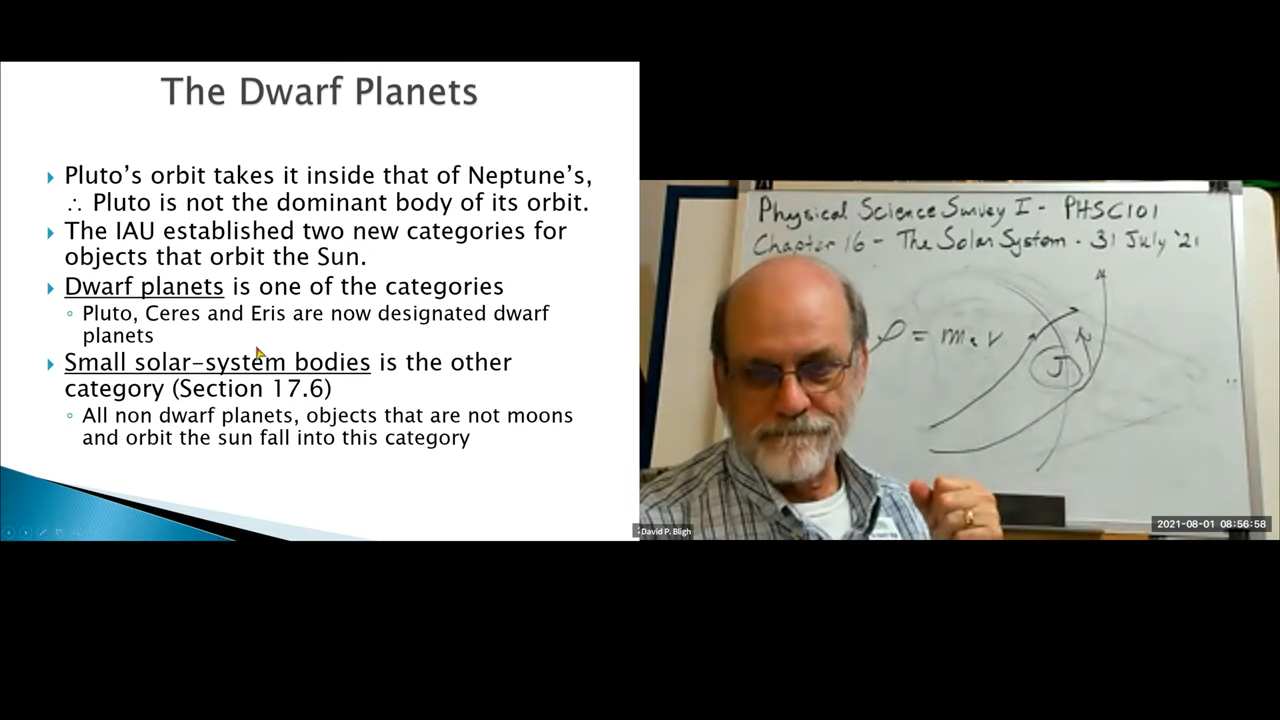 The Dwarf Planets
Pluto’s orbit takes it inside that of Neptune’s,
∴ Pluto is not the dominant body of its orbit.
The IAU established two new categories for
objects that orbit the Sun.
Dwarf planets is one of the categories
Pluto, Ceres and Eris are now designated dwarf
planets
Small solar-system bodies is the other
category (Section 17.6)
All non dwarf planets, objects that are not moons
and orbit the sun fall into this category
Physical Science Survey I - PHSC101
Chapter 16 - The Solar System - 31 July '21
J
David P. Bligh
2021-08-01 08:56:58